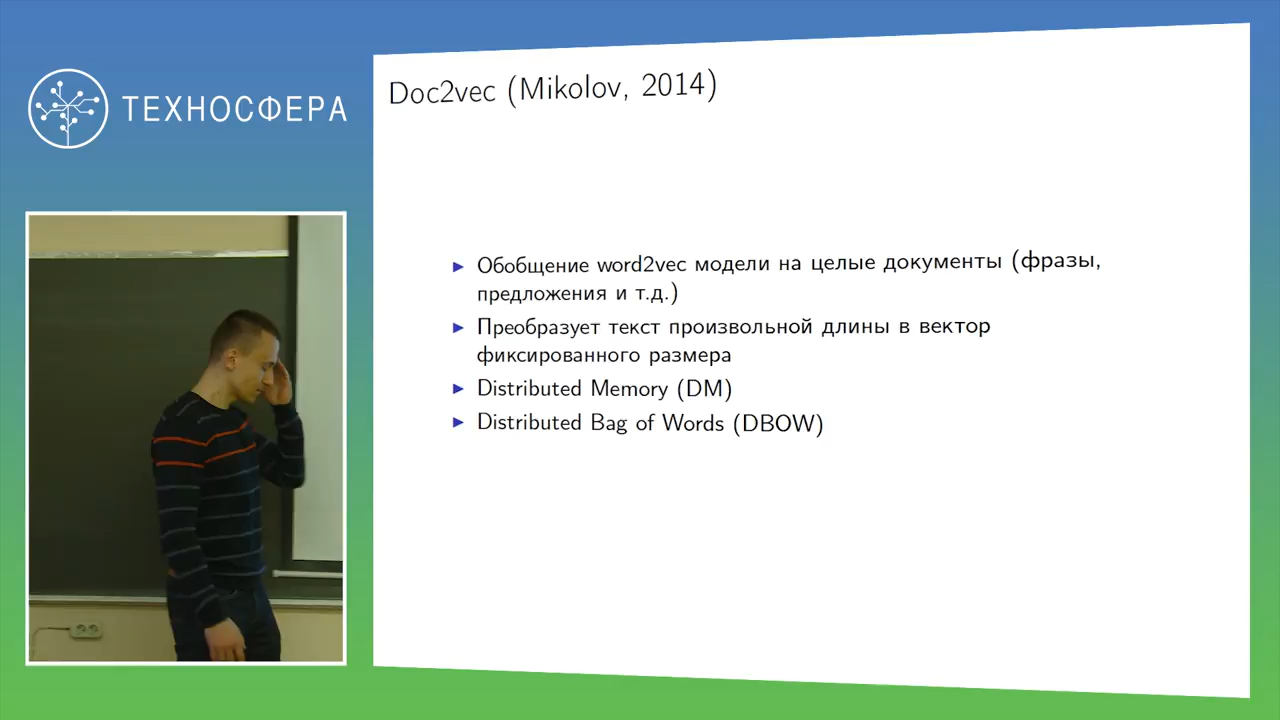 ТЕХНОСФЕРА
Doc2vec (Mikolov, 2014)
► Обобщение word2vec модели на целые документы (фразы,
предложения и т.д.)
► Преобразует текст произвольной длины в вектор
фиксированного размера
► Distributed Memory (DM)
► Distributed Bag of Words (DBOW)